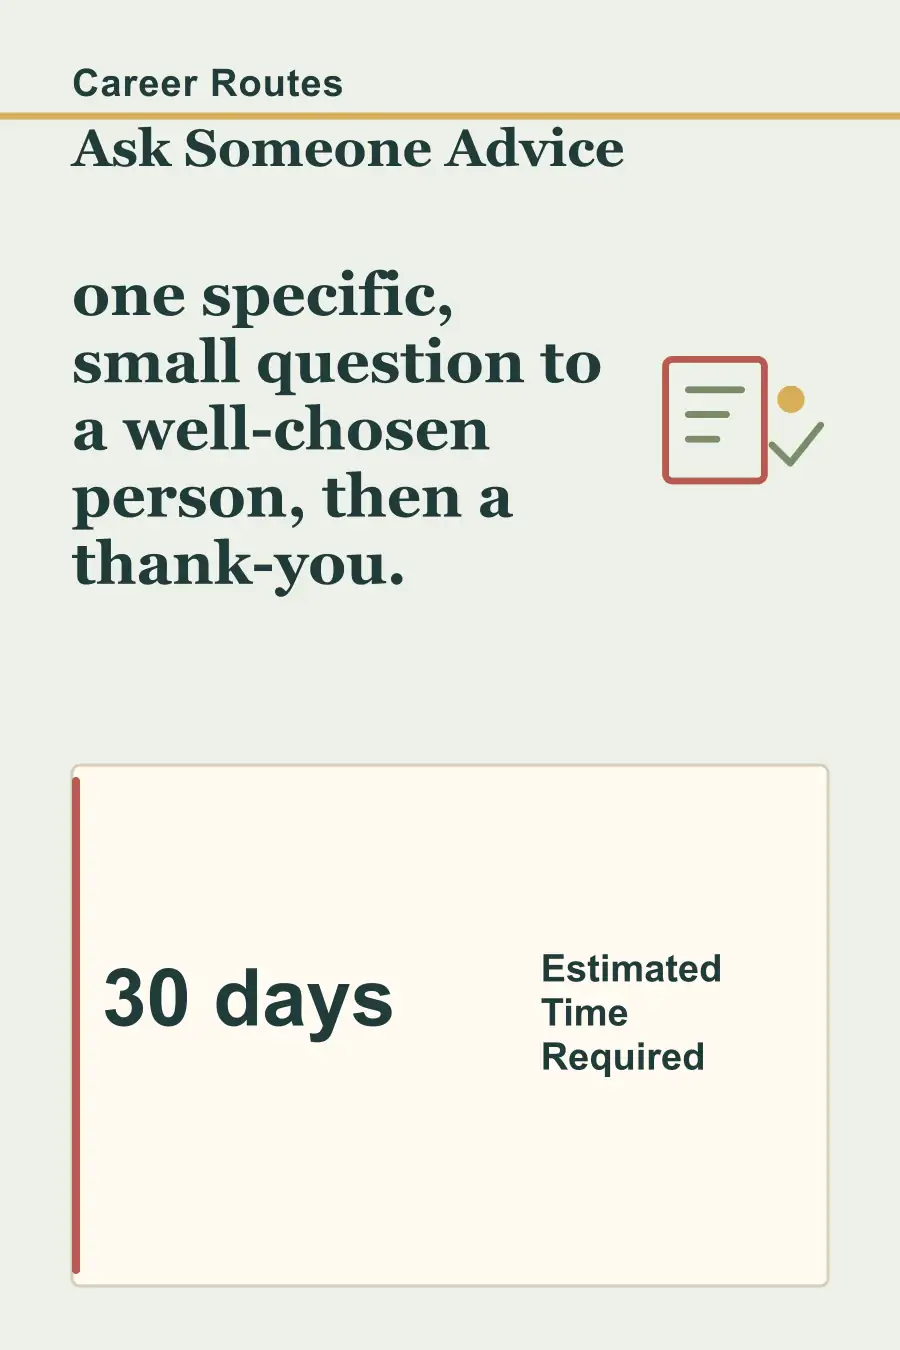 Career Routes
Ask Someone Advice
one specific,
small question to
a well-chosen
person, then a
thank-you.
30 days
Estimated
Time
Required